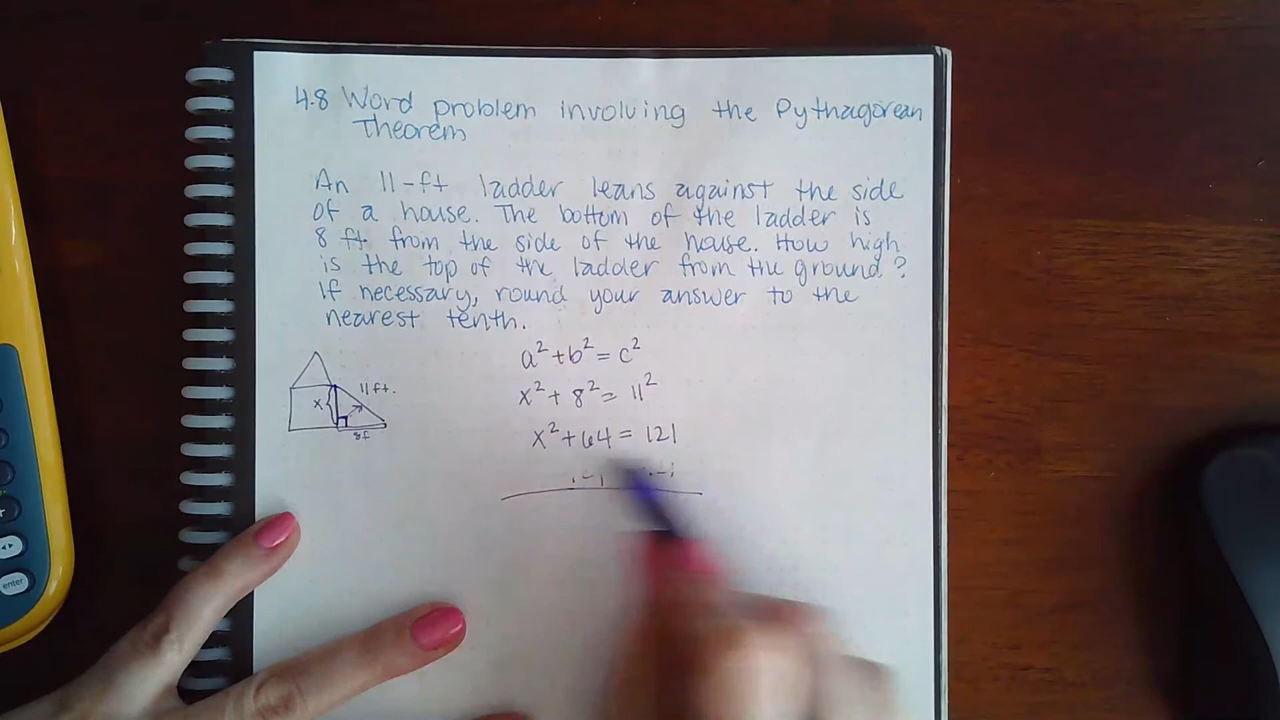 4.8 Word problem involving the Pythagorean
Theorem
An 11-ft ladder leans against the side
of a house. The bottom of the ladder is
8 ft from the side of the house. How high
is the top of the ladder from the ground?
If necessary, round your answer to the
nearest tenth.
a² + b² = c²
x² + 8² = 11²
x² + 64 = 121
11 ft.
x
8f
enter